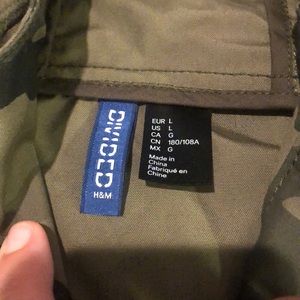 DIVIDED
H&M
EUR L
US L
CA G
CN 180/108A
MX G
Made in
China
Fabriqué en
Chine